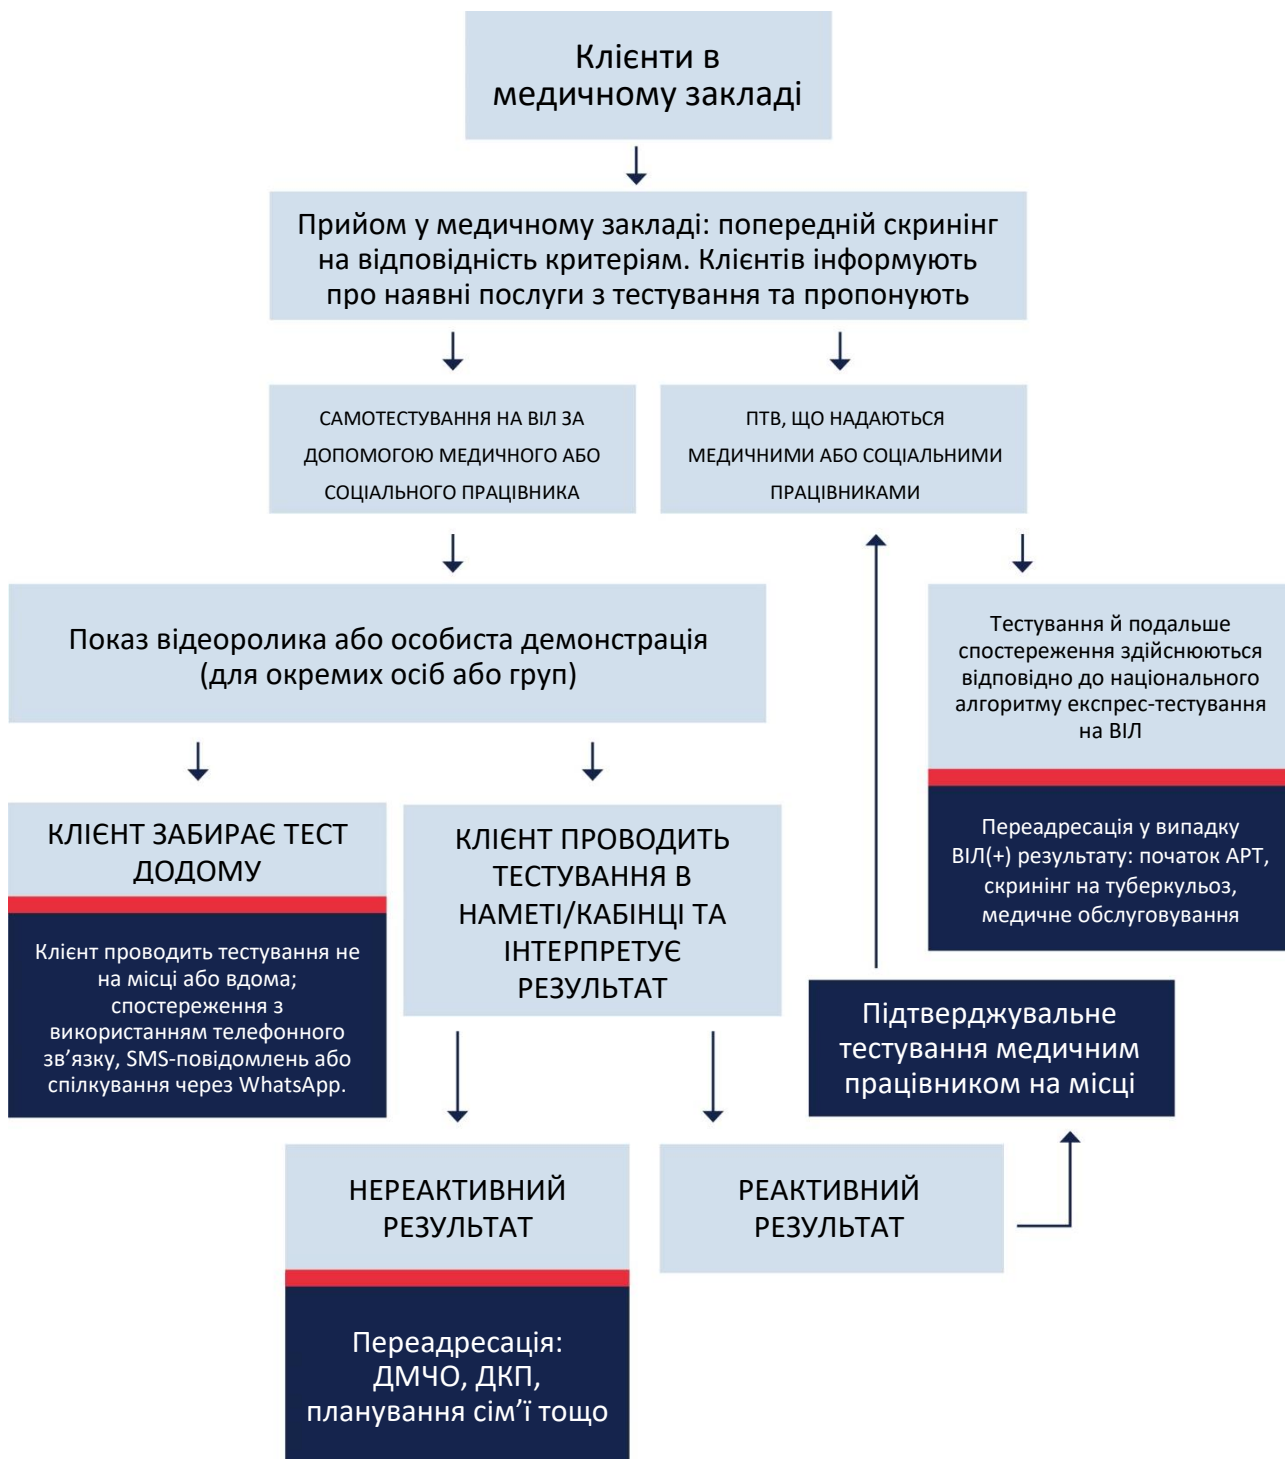 Клієнти в
медичному закладі
Прийом у медичному закладі: попередній скринінг
на відповідність критеріям. Клієнтів інформують
про наявні послуги з тестування та пропонують
САМОТЕСТУВАННЯ НА ВІЛ ЗА
ДОПОМОГОЮ МЕДИЧНОГО АБО
СОЦІАЛЬНОГО ПРАЦІВНИКА
ПТВ, ЩО НАДАЮТЬСЯ
МЕДИЧНИМИ АБО СОЦІАЛЬНИМИ
ПРАЦІВНИКАМИ
Показ відеоролика або особиста демонстрація
(для окремих осіб або груп)
Тестування й подальше
спостереження здійснюються
відповідно до національного
алгоритму експрес-тестування
на ВІЛ
Переадресація у випадку
ВІЛ(+) результату: початок АРТ,
скринінг на туберкульоз,
медичне обслуговування
КЛІЄНТ ЗАБИРАЄ ТЕСТ
ДОДОМУ
Клієнт проводить тестування не
на місці або вдома;
спостереження з
використанням телефонного
зв’язку, SMS-повідомлень або
спілкування через WhatsApp.
КЛІЄНТ ПРОВОДИТЬ
ТЕСТУВАННЯ В
НАМЕТІ/КАБІНЦІ ТА
ІНТЕРПРЕТУЄ
РЕЗУЛЬТАТ
Підтверджувальне
тестування медичним
працівником на місці
НЕРЕАКТИВНИЙ
РЕЗУЛЬТАТ
Переадресація:
ДМЧО, ДКП,
планування сім’ї тощо
РЕАКТИВНИЙ
РЕЗУЛЬТАТ